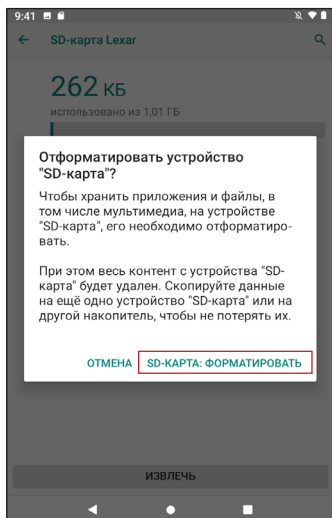 9:41
SD-карта Lexar
262 КБ
использовано из 1,01 ГБ
Отформатировать устройство
"SD-карта"?
Чтобы хранить приложения и файлы, в
том числе мультимедиа, на устройстве
"SD-карта", его необходимо отформатиро-
вать.
При этом весь контент с устройства "SD-
карта" будет удален. Скопируйте данные
на ещё одно устройство "SD-карта" или на
другой накопитель, чтобы не потерять их.
ОТМЕНА SD-КАРТА: ФОРМАТИРОВАТЬ
ИЗВЛЕЧЬ